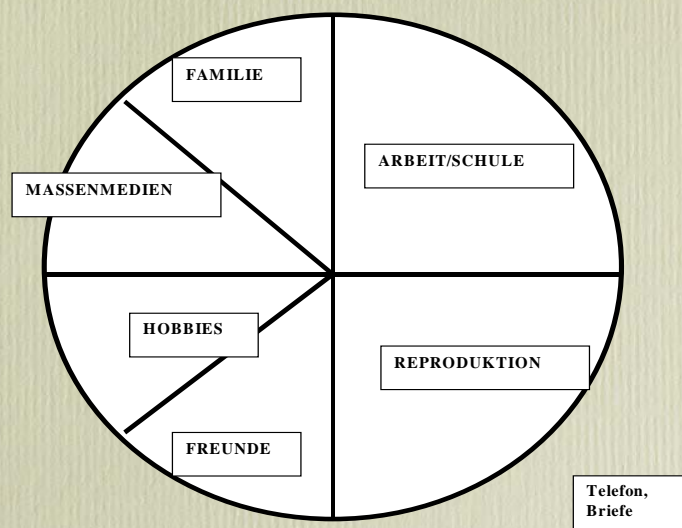 FAMILIE
ARBEIT/SCHULE
MASSENMEDIEN
HOBBIES
REPRODUKTION
FREUNDE
Telefon,
Briefe